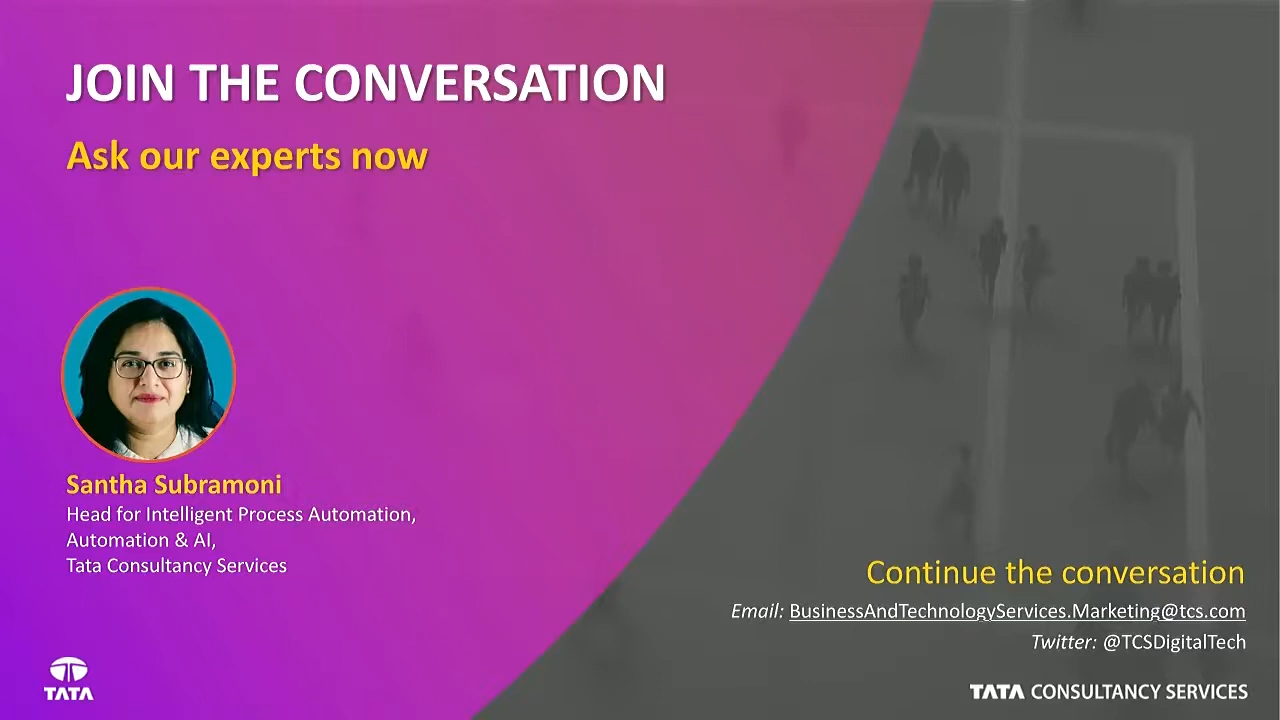 JOIN THE CONVERSATION
Ask our experts now
Santha Subramoni
Head for Intelligent Process Automation,
Automation & AI,
Tata Consultancy Services
Continue the conversation
Email: BusinessAndTechnologyServices.Marketing@tcs.com
Twitter: @TCSDigitalTech
TATA
TATA CONSULTANCY SERVICES